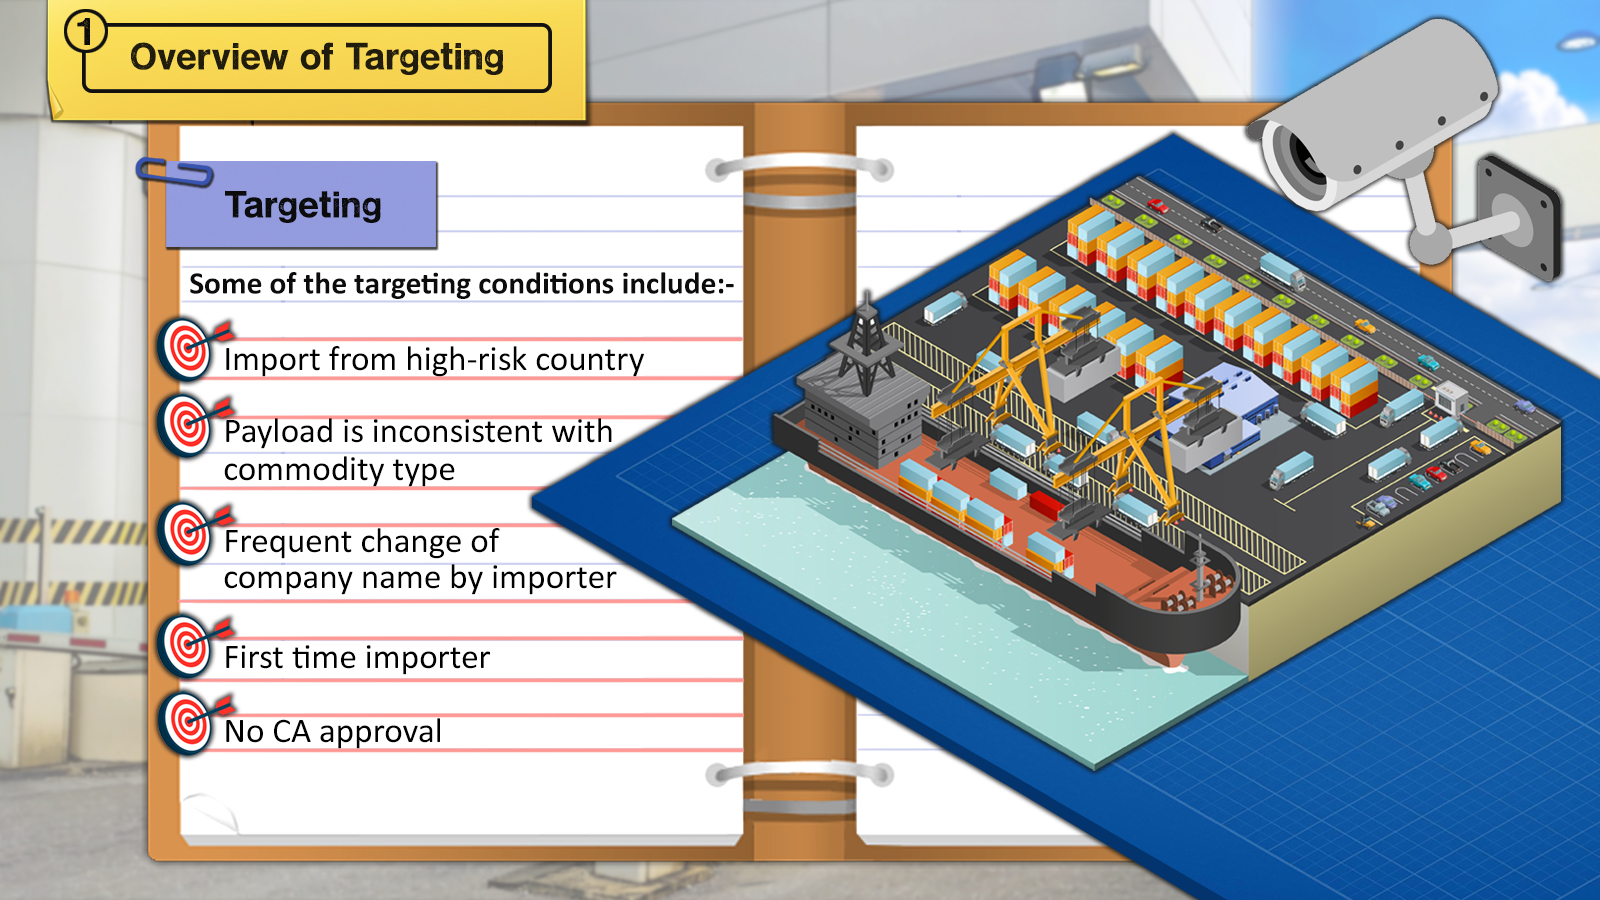 1
Overview of Targeting
Targeting
Some of the targeting conditions include:-
Import from high-risk country
Payload is inconsistent with
commodity type
Frequent change of
company name by importer
First time importer
No CA approval